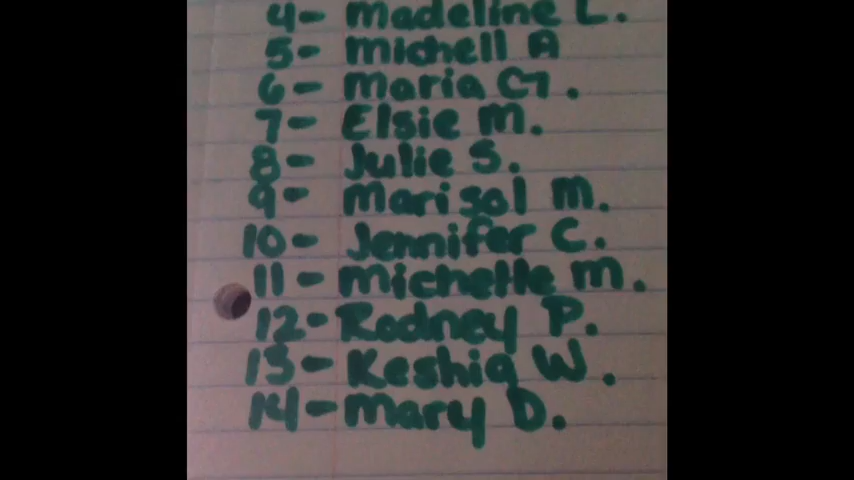 4- Madeline L.
5- Michell A
6- Maria G.
7- Elsie M.
8- Julie S.
9- Marisol M.
10- Jennifer C.
11- Michelle M.
12- Rodney P.
13- Keshia W.
14- Mary D.